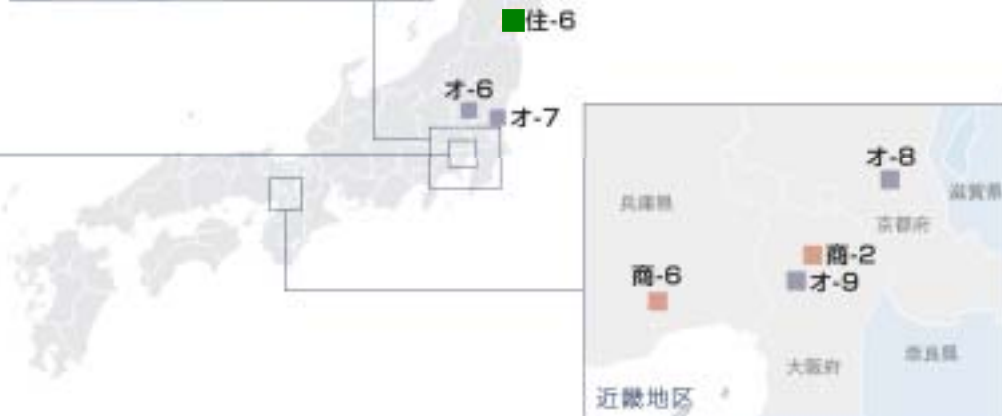 住-6
オ-6
オ-7
オ-8
滋賀県
兵庫県
京都府
商-2
商-6
オ-9
奈良県
大阪府
近畿地区